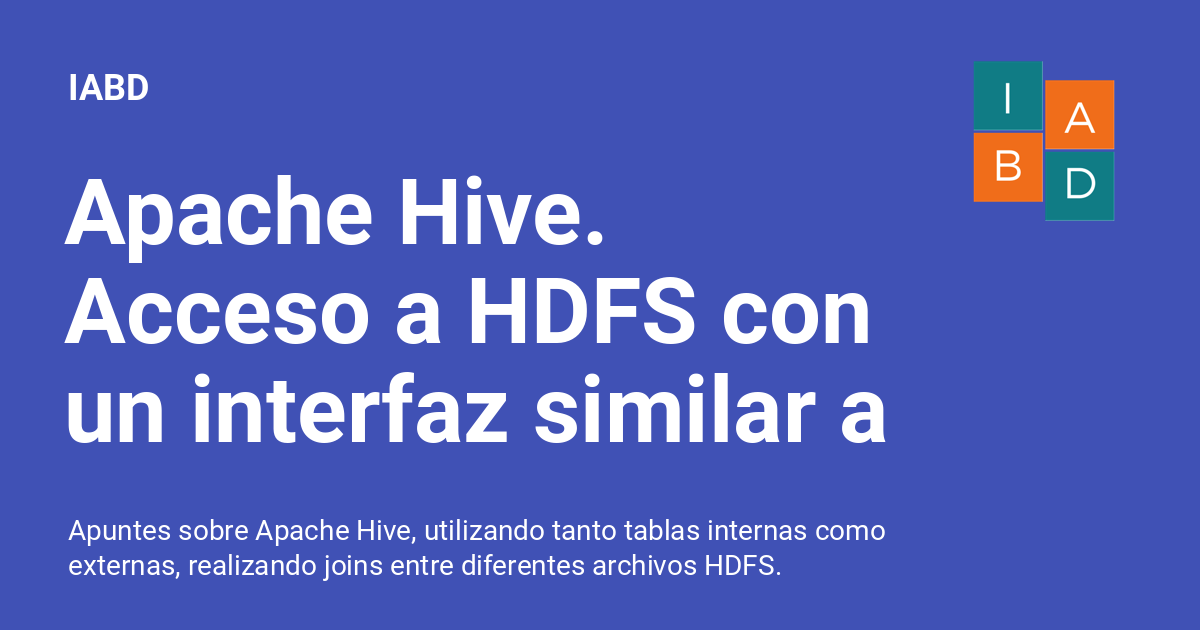 IABD
I
A
B
D
Apache Hive.
Acceso a HDFS con
un interfaz similar a
Apuntes sobre Apache Hive, utilizando tanto tablas internas como
externas, realizando joins entre diferentes archivos HDFS.